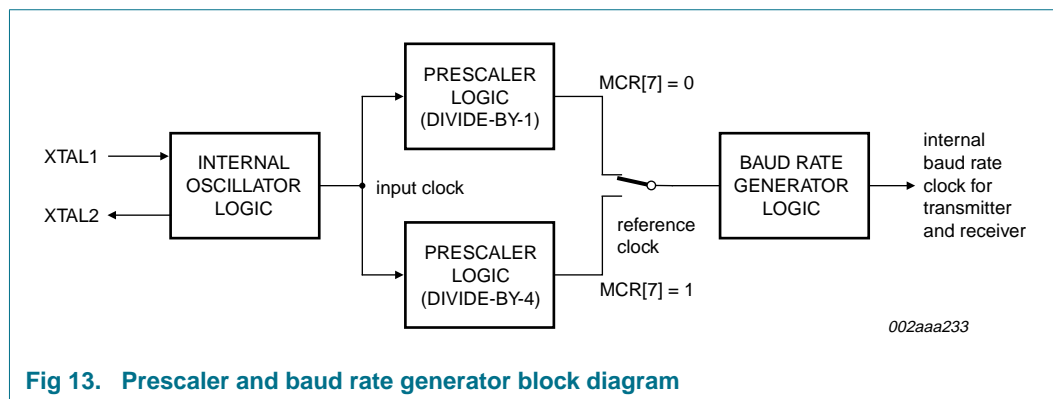 XTAL1
XTAL2
INTERNAL
OSCILLATOR
LOGIC
input clock
PRESCALER
LOGIC
(DIVIDE-BY-1)
MCR[7] = 0
PRESCALER
LOGIC
(DIVIDE-BY-4)
MCR[7] = 1
reference
clock
BAUD RATE
GENERATOR
LOGIC
internal
baud rate
clock for
transmitter
and receiver
002aaa233
Fig 13. Prescaler and baud rate generator block diagram